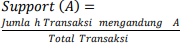 Support (A) =
Jumla h Transaksi mengandung A
Total Transaksi